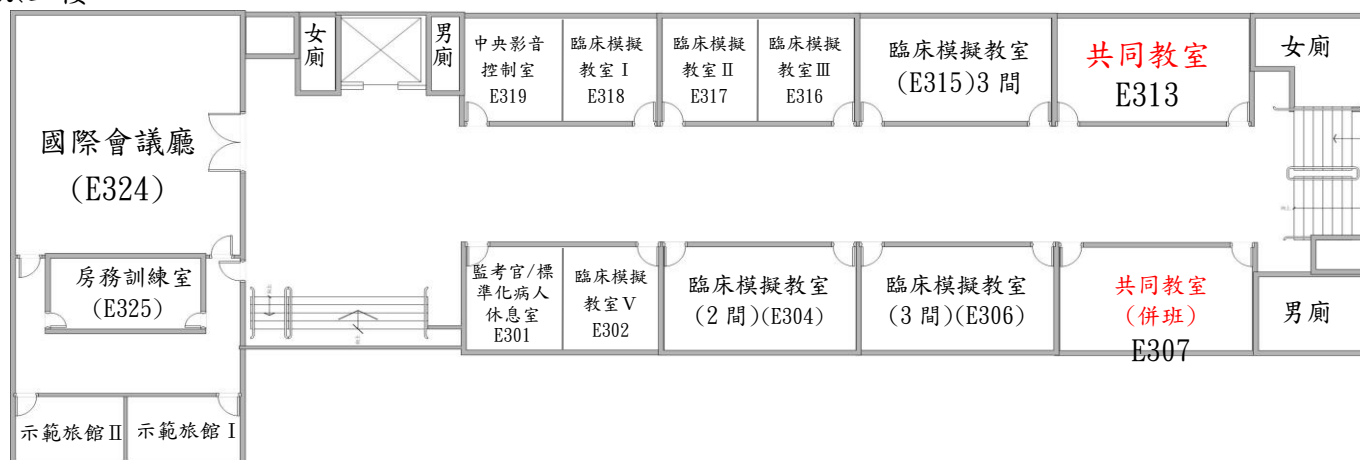 樓
女
廁
男
廁
中央影音
控制室
E319
臨床模擬
教室Ⅰ
E318
臨床模擬
教室Ⅱ
E317
臨床模擬
教室Ⅲ
E316
臨床模擬教室
(E315)3 間
共同教室
E313
女廁
國際會議廳
(E324)
房務訓練室
(E325)
監考官/標
準化病人
休息室
E301
臨床模擬
教室Ⅴ
E302
臨床模擬教室
(2 間)(E304)
臨床模擬教室
(3 間)(E306)
共同教室
(併班)
E307
男廁
示範旅館Ⅱ
示範旅館Ⅰ